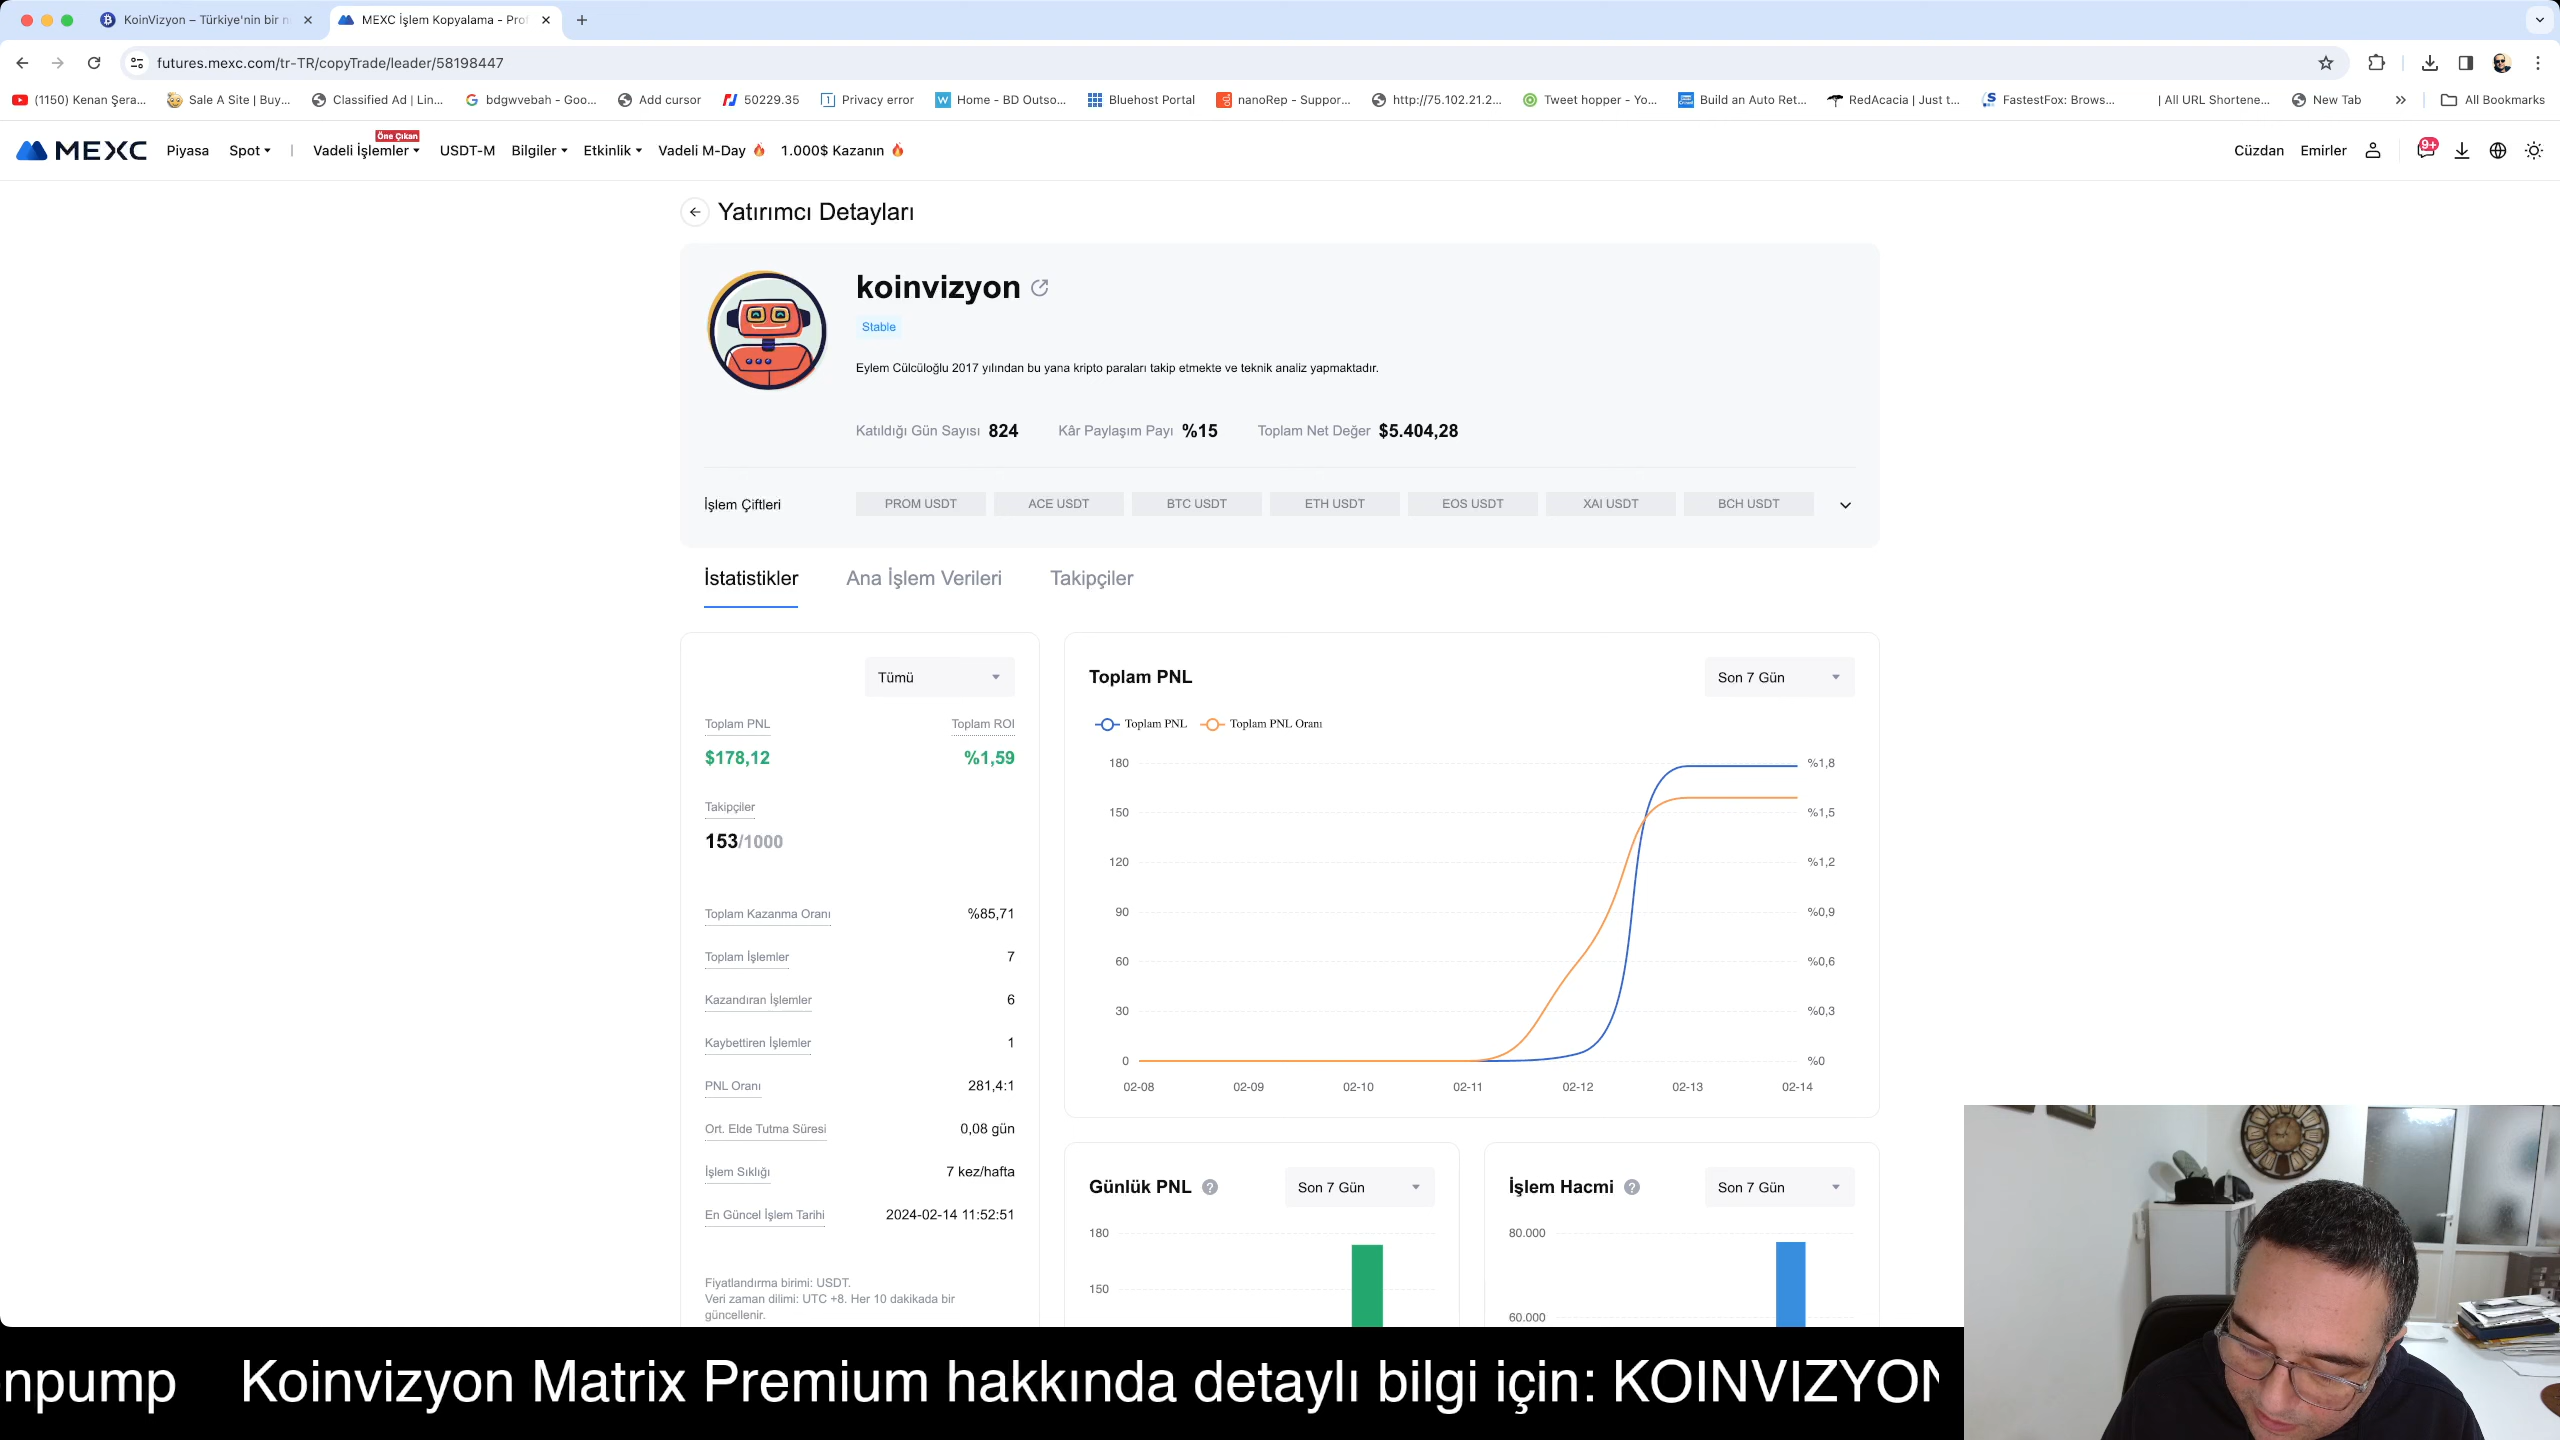 KoinVizyon – Türkiye'nin bir n
MEXC İşlem Kopyalama - Prof
futures.mexc.com/tr-TR/copyTrade/leader/58198447
(1150) Kenan Şera...
Sale A Site | Buy,...
Classified Ad | Lin...
bdgwvebah - Goo...
Add cursor
50229.35
Privacy error
Home - BD Outso...
Bluehost Portal
nanoRep - Suppor...
http://75.102.21.2...
Tweet hopper - Yo...
Build an Auto Ret...
RedAcacia | Just t...
FastestFox: Brows...
| All URL Shortene...
New Tab
All Bookmarks
MEXC
Piyasa
Spot
|
Öne Çıkan
Vadeli İşlemler
USDT-M
Bilgiler
Etkinlik
Vadeli M-Day
1.000$ Kazanın
Cüzdan
Emirler
9+
Yatırımcı Detayları
koinvizyon
Stable
Eylem Cülcüloğlu 2017 yılından bu yana kripto paraları takip etmekte ve teknik analiz yapmaktadır.
Katıldığı Gün Sayısı 824
Kâr Paylaşım Payı %15
Toplam Net Değer $5.404,28
İşlem Çiftleri
PROM USDT
ACE USDT
BTC USDT
ETH USDT
EOS USDT
XAI USDT
BCH USDT
İstatistikler
Ana İşlem Verileri
Takipçiler
Tümü
Toplam PNL
Toplam ROI
$178,12
%1,59
Takipçiler
153/1000
Toplam Kazanma Oranı %85,71
Toplam İşlemler 7
Kazandıran İşlemler 6
Kaybettiren İşlemler 1
PNL Oranı 281,4:1
Ort. Elde Tutma Süresi 0,08 gün
İşlem Sıklığı 7 kez/hafta
En Güncel İşlem Tarihi 2024-02-14 11:52:51
Fiyatlandırma birimi: USDT.
Veri zaman dilimi: UTC +8. Her 10 dakikada bir
güncellenir.
Toplam PNL
Son 7 Gün
Toplam PNL
Toplam PNL Oranı
180 %1,8
150 %1,5
120 %1,2
90 %0,9
60 %0,6
30 %0,3
0 %0
02-08 02-09 02-10 02-11 02-12 02-13 02-14
Günlük PNL
Son 7 Gün
180
150
İşlem Hacmi
Son 7 Gün
80.000
60.000
npump Koinvizyon Matrix Premium hakkında detaylı bilgi için: KOINVIZYON